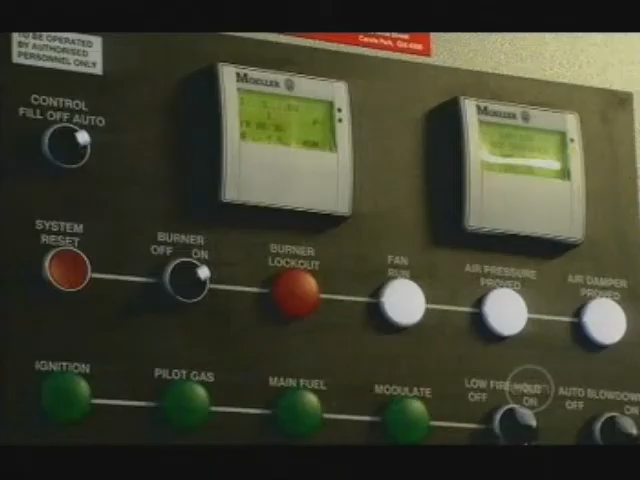 TO BE OPERATED
BY AUTHORISED
PERSONNEL ONLY
MOELLER
MOELLER
CONTROL
FILL OFF AUTO
SYSTEM
RESET
BURNER
OFF ON
BURNER
LOCKOUT
FAN
RUN
AIR PRESSURE
PROVED
AIR DAMPER
PROVED
IGNITION
PILOT GAS
MAIN FUEL
MODULATE
LOW FIRE HOLD
OFF ON
AUTO BLOWDOWN
OFF ON